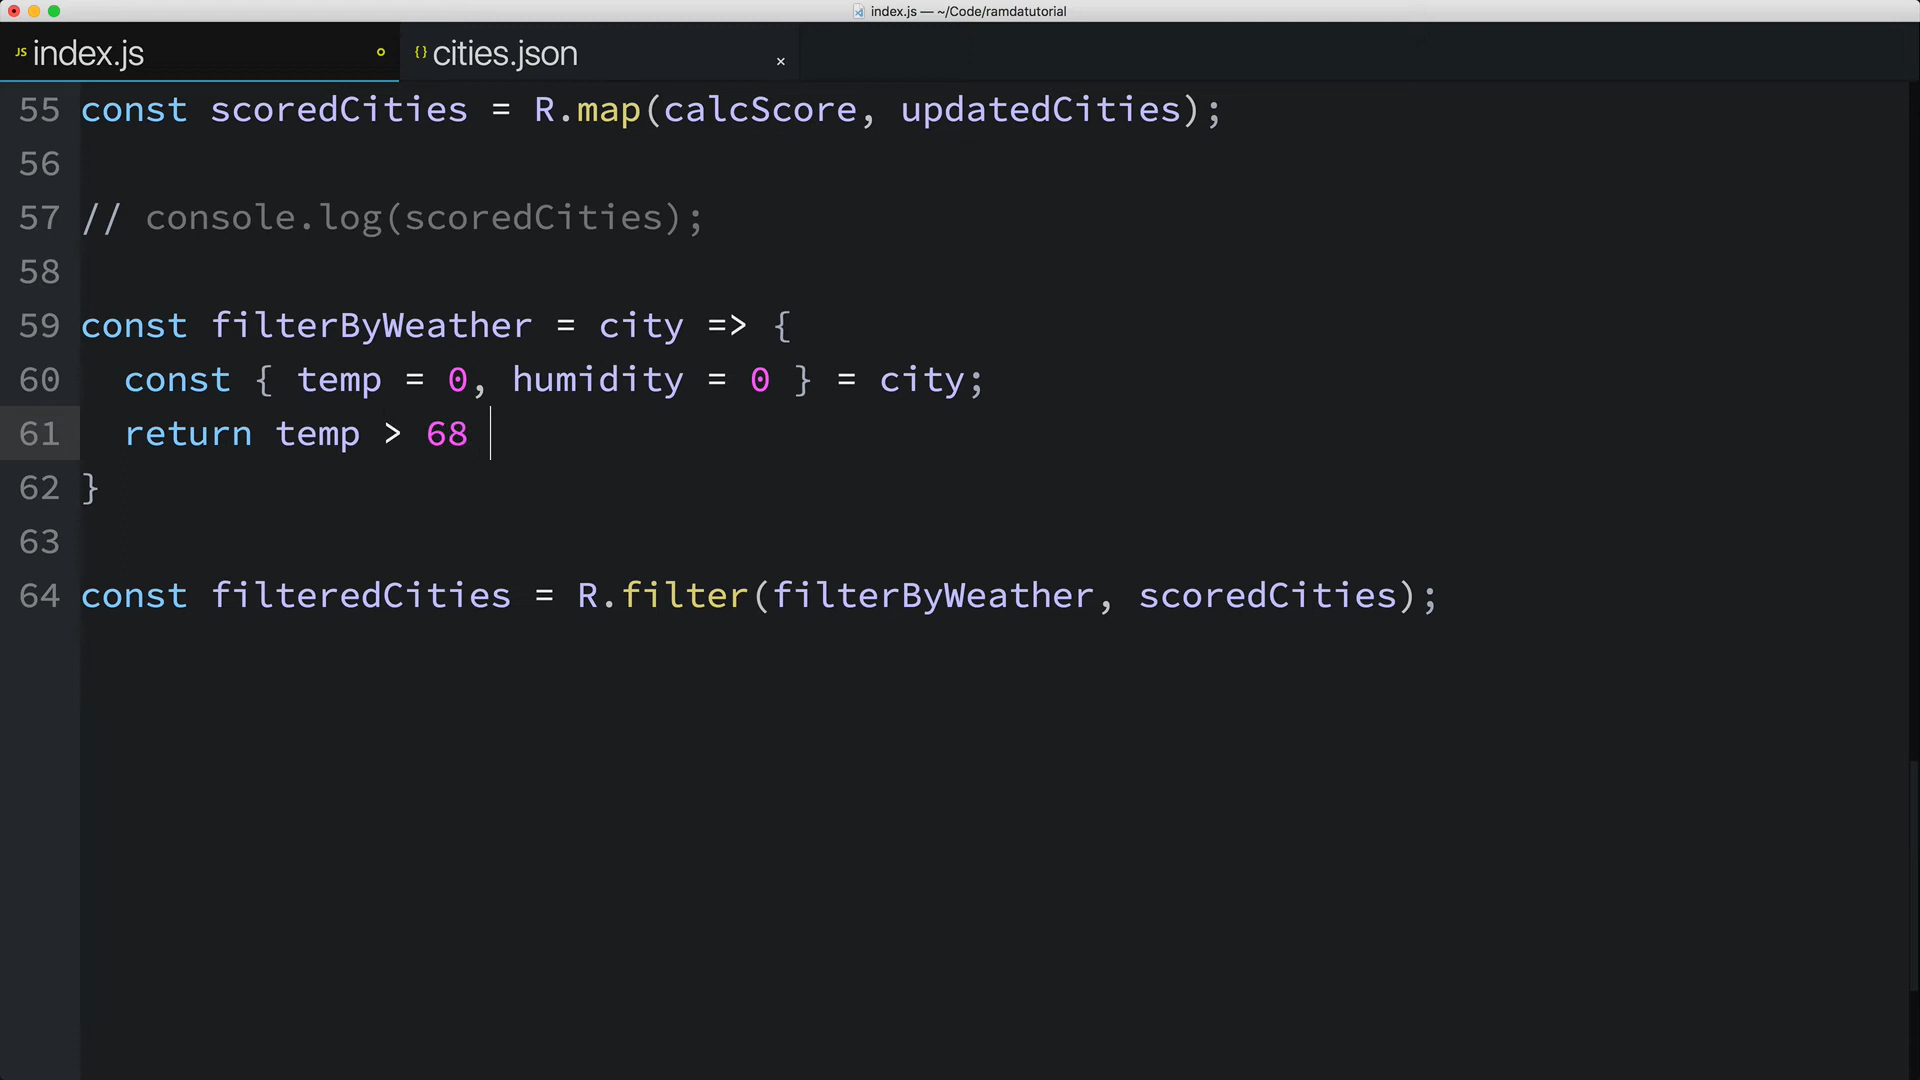 index.js — ~/Code/ramdatutorial
JS index.js
{} cities.json ×
55 const scoredCities = R.map(calcScore, updatedCities);
56
57 // console.log(scoredCities);
58
59 const filterByWeather = city => {
60   const { temp = 0, humidity = 0 } = city;
61   return temp > 68
62 }
63
64 const filteredCities = R.filter(filterByWeather, scoredCities);